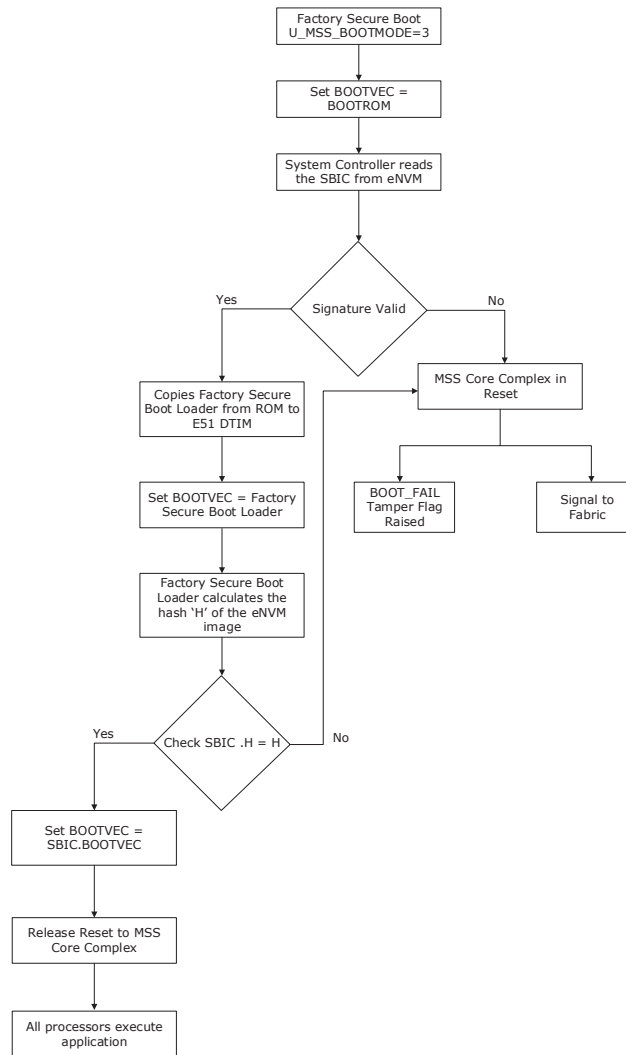 Factory Secure Boot
U_MSS_BOOTMODE=3
Set BOOTVEC =
BOOTROM
System Controller reads
the SBIC from eNVM
Signature Valid
Yes
No
Copies Factory Secure
Boot Loader from ROM to
E51 DTIM
MSS Core Complex in
Reset
Set BOOTVEC = Factory
Secure Boot Loader
BOOT_FAIL
Tamper Flag
Raised
Signal to
Fabric
Factory Secure Boot
Loader calculates the
hash ‘H’ of the eNVM
image
Check SBIC .H = H
Yes
No
Set BOOTVEC =
SBIC.BOOTVEC
Release Reset to MSS
Core Complex
All processors execute
application